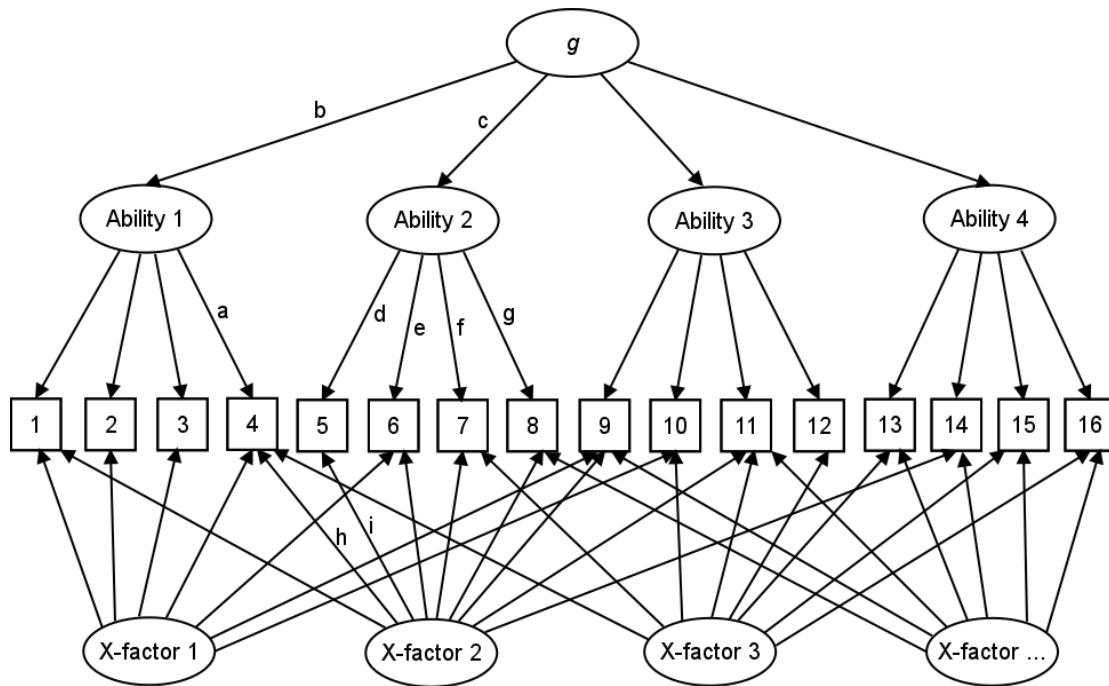 g
b
c
Ability 1
Ability 2
Ability 3
Ability 4
a
d
e
f
g
1
2
3
4
5
6
7
8
9
10
11
12
13
14
15
16
h
i
X-factor 1
X-factor 2
X-factor 3
X-factor ...